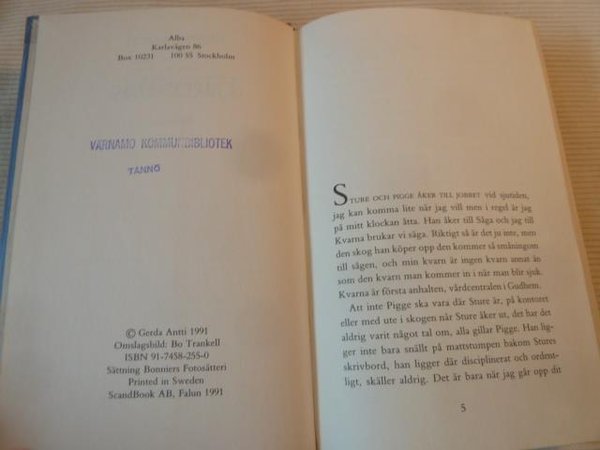 Alba
Karlavägen 86
Box 10231 100 55 Stockholm
VÄRNAMO KOMMUNBIBLIOTEK
TÅNNÖ
© Gerda Antti 1991
Omslagsbild: Bo Trankell
ISBN 91-7458-255-0
Sättning Bonniers Fotosätteri
Printed in Sweden
ScandBook AB, Falun 1991
STURE OCH PIGGE ÅKER TILL JOBBET vid sjutiden,
jag kan komma lite när jag vill men i regel är jag
på mitt klockan åtta. Han åker till Såga och jag till
Kvarna brukar vi säga. Riktigt så är det ju inte, men
den skog han köper opp den kommer så småningom
till sågen, och min kvarn är ingen kvarn annat än
som den kvarn man kommer in i när man blir sjuk.
Kvarna är första anhalten, vårdcentralen i Gudhem.
Att inte Pigge ska vara där Sture är, på kontoret
eller med ute i skogen när Sture åker ut, det har det
aldrig varit något tal om, alla gillar Pigge. Han lig-
ger inte bara snällt på mattstumpen bakom Stures
skrivbord, han ligger där disciplinerat och ordent-
ligt, skäller aldrig. Det är bara när jag går opp dit
5